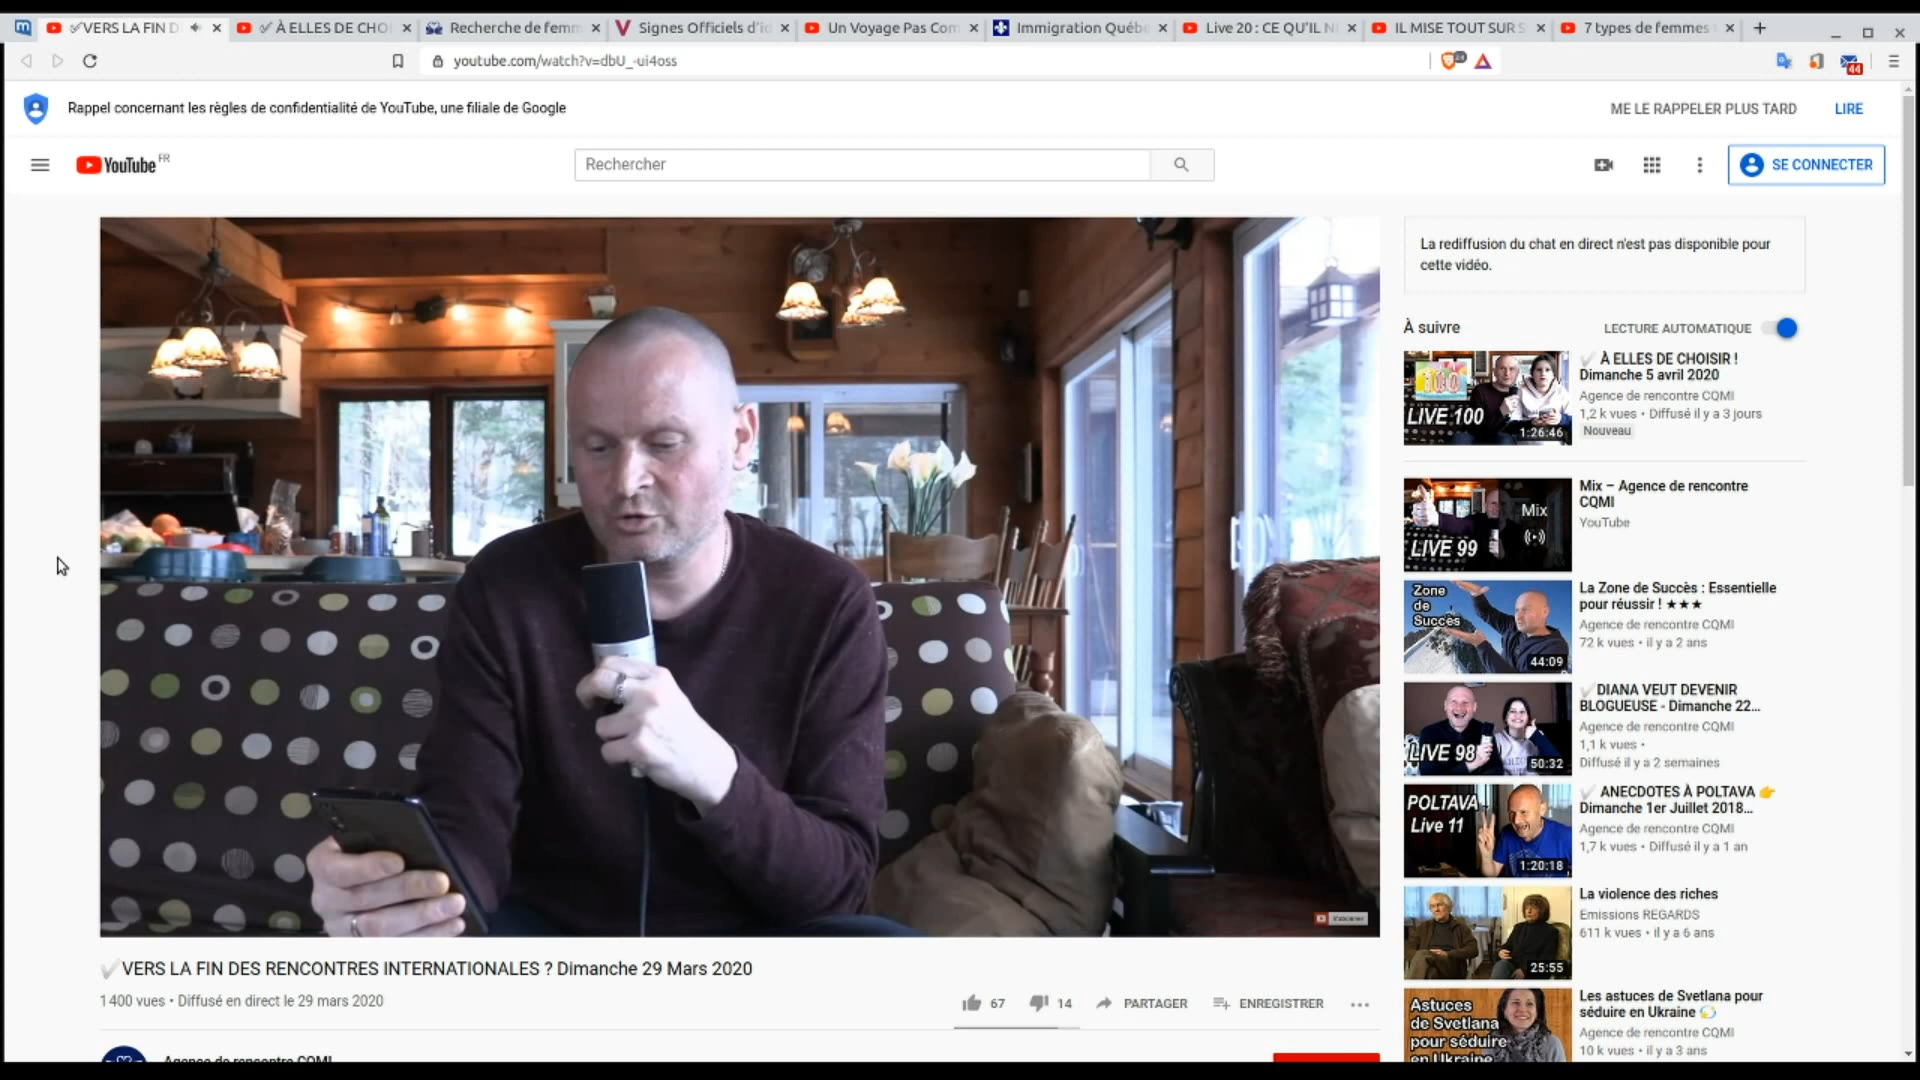 VERS LA FIN D
À ELLES DE CHO
Recherche de femm
Signes Officiels d'i
Un Voyage Pas Com
Immigration Québ
Live 20 : CE QU'IL N
IL MISE TOUT SUR S
7 types de femmes
youtube.com/watch?v=dbU_-ui4oss
44
Rappel concernant les règles de confidentialité de YouTube, une filiale de Google
ME LE RAPPELER PLUS TARD
LIRE
YouTube FR
Rechercher
SE CONNECTER
La rediffusion du chat en direct n'est pas disponible pour
cette vidéo.
À suivre
LECTURE AUTOMATIQUE
LIVE 100
1:26:46
À ELLES DE CHOISIR !
Dimanche 5 avril 2020
Agence de rencontre CQMI
1,2 k vues • Diffusé il y a 3 jours
Nouveau
LIVE 99
Mix
Mix – Agence de rencontre
CQMI
YouTube
Zone
de
Succès
44:09
La Zone de Succès : Essentielle
pour réussir ! ★★★
Agence de rencontre CQMI
72 k vues • il y a 2 ans
LIVE 98
50:32
DIANA VEUT DEVENIR
BLOGUEUSE - Dimanche 22...
Agence de rencontre CQMI
1,1 k vues •
Diffusé il y a 2 semaines
POLTAVA
Live 11
1:20:18
ANECDOTES À POLTAVA 👉
Dimanche 1er Juillet 2018...
Agence de rencontre CQMI
1,7 k vues • Diffusé il y a 1 an
25:55
La violence des riches
Emissions REGARDS
611 k vues • il y a 6 ans
Astuces
de Svetlana
pour séduire
en Ukraine
Les astuces de Svetlana pour
séduire en Ukraine 💫
Agence de rencontre CQMI
10 k vues • il y a 3 ans
✔VERS LA FIN DES RENCONTRES INTERNATIONALES ? Dimanche 29 Mars 2020
1 400 vues • Diffusé en direct le 29 mars 2020
67
14
PARTAGER
ENREGISTRER
Agence de rencontre CQMI